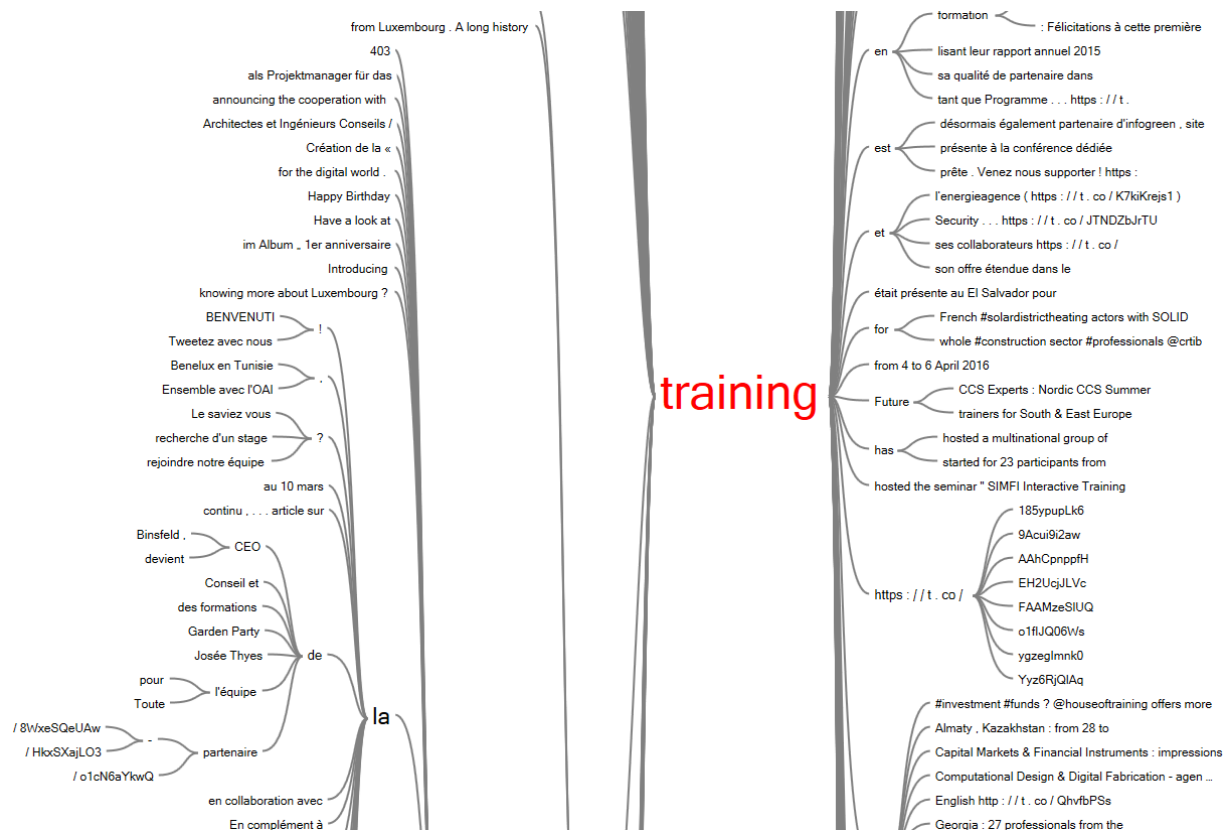 from Luxembourg . A long history
403
als Projektmanager für das
announcing the cooperation with
Architectes et Ingénieurs Conseils /
Création de la «
for the digital world .
Happy Birthday
Have a look at
im Album „ 1er anniversaire
Introducing
knowing more about Luxembourg ?
BENVENUTI
!
Tweetez avec nous
Benelux en Tunisie
.
Ensemble avec l'OAI
Le saviez vous
recherche d'un stage
?
rejoindre notre équipe
au 10 mars
continu , . . . article sur
Binsfeld ,
CEO
devient
Conseil et
des formations
Garden Party
Josée Thyes
de
pour
l'équipe
Toute
la
/ 8WxeSQeUAw
-
/ HkxSXajLO3
partenaire
/ o1cN6aYkwQ
en collaboration avec
En complément à
training
formation
: Félicitations à cette première
en
lisant leur rapport annuel 2015
sa qualité de partenaire dans
tant que Programme . . . https : / / t .
désormais également partenaire d'infogreen , site
est
présente à la conférence dédiée
prête . Venez nous supporter ! https :
l'energieagence ( https : / / t . co / K7kiKrejs1 )
Security . . . https : / / t . co / JTNDZbJrTU
et
ses collaborateurs https : / / t . co /
son offre étendue dans le
était présente au El Salvador pour
French #solardistrictheating actors with SOLID
for
whole #construction sector #professionals @crtib
from 4 to 6 April 2016
CCS Experts : Nordic CCS Summer
Future
trainers for South & East Europe
hosted a multinational group of
has
started for 23 participants from
hosted the seminar " SIMFI Interactive Training
185ypupLk6
9Acui9i2aw
AAhCpnppfH
EH2UcjJLVc
https : / / t . co /
FAAMzeSlUQ
o1flJQ06Ws
ygzeglmnk0
Yyz6RjQlAq
#investment #funds ? @houseoftraining offers more
Almaty , Kazakhstan : from 28 to
Capital Markets & Financial Instruments : impressions
Computational Design & Digital Fabrication - agen ...
English http : / / t . co / QhvfbPSs
Georgia : 27 professionals from the